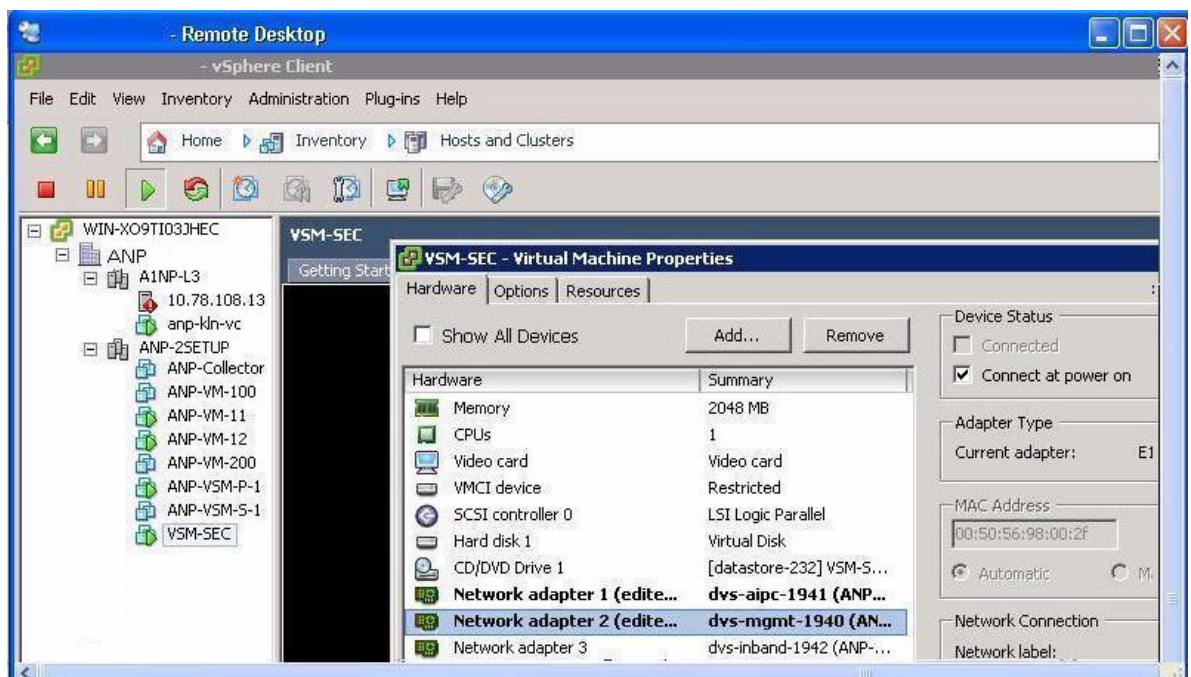 - Remote Desktop
- vSphere Client
File Edit View Inventory Administration Plug-ins Help
Home Inventory Hosts and Clusters
WIN-XO9TI03JHEC
ANP
A1NP-L3
10.78.108.13
anp-kln-vc
ANP-2SETUP
ANP-Collector
ANP-VM-100
ANP-VM-11
ANP-VM-12
ANP-VM-200
ANP-VSM-P-1
ANP-VSM-S-1
VSM-SEC
VSM-SEC
Getting Start
VSM-SEC - Virtual Machine Properties
Hardware Options Resources
Show All Devices Add... Remove
Hardware Summary
Memory 2048 MB
CPUs 1
Video card Video card
VMCI device Restricted
SCSI controller 0 LSI Logic Parallel
Hard disk 1 Virtual Disk
CD/DVD Drive 1 [datastore-232] VSM-S...
Network adapter 1 (edite... dvs-aipc-1941 (ANP...
Network adapter 2 (edite... dvs-mgmt-1940 (AN...
Network adapter 3 dvs-inband-1942 (ANP-...
Device Status
Connected
Connect at power on
Adapter Type
Current adapter: E1
MAC Address
00:50:56:98:00:2f
Automatic M
Network Connection
Network label: